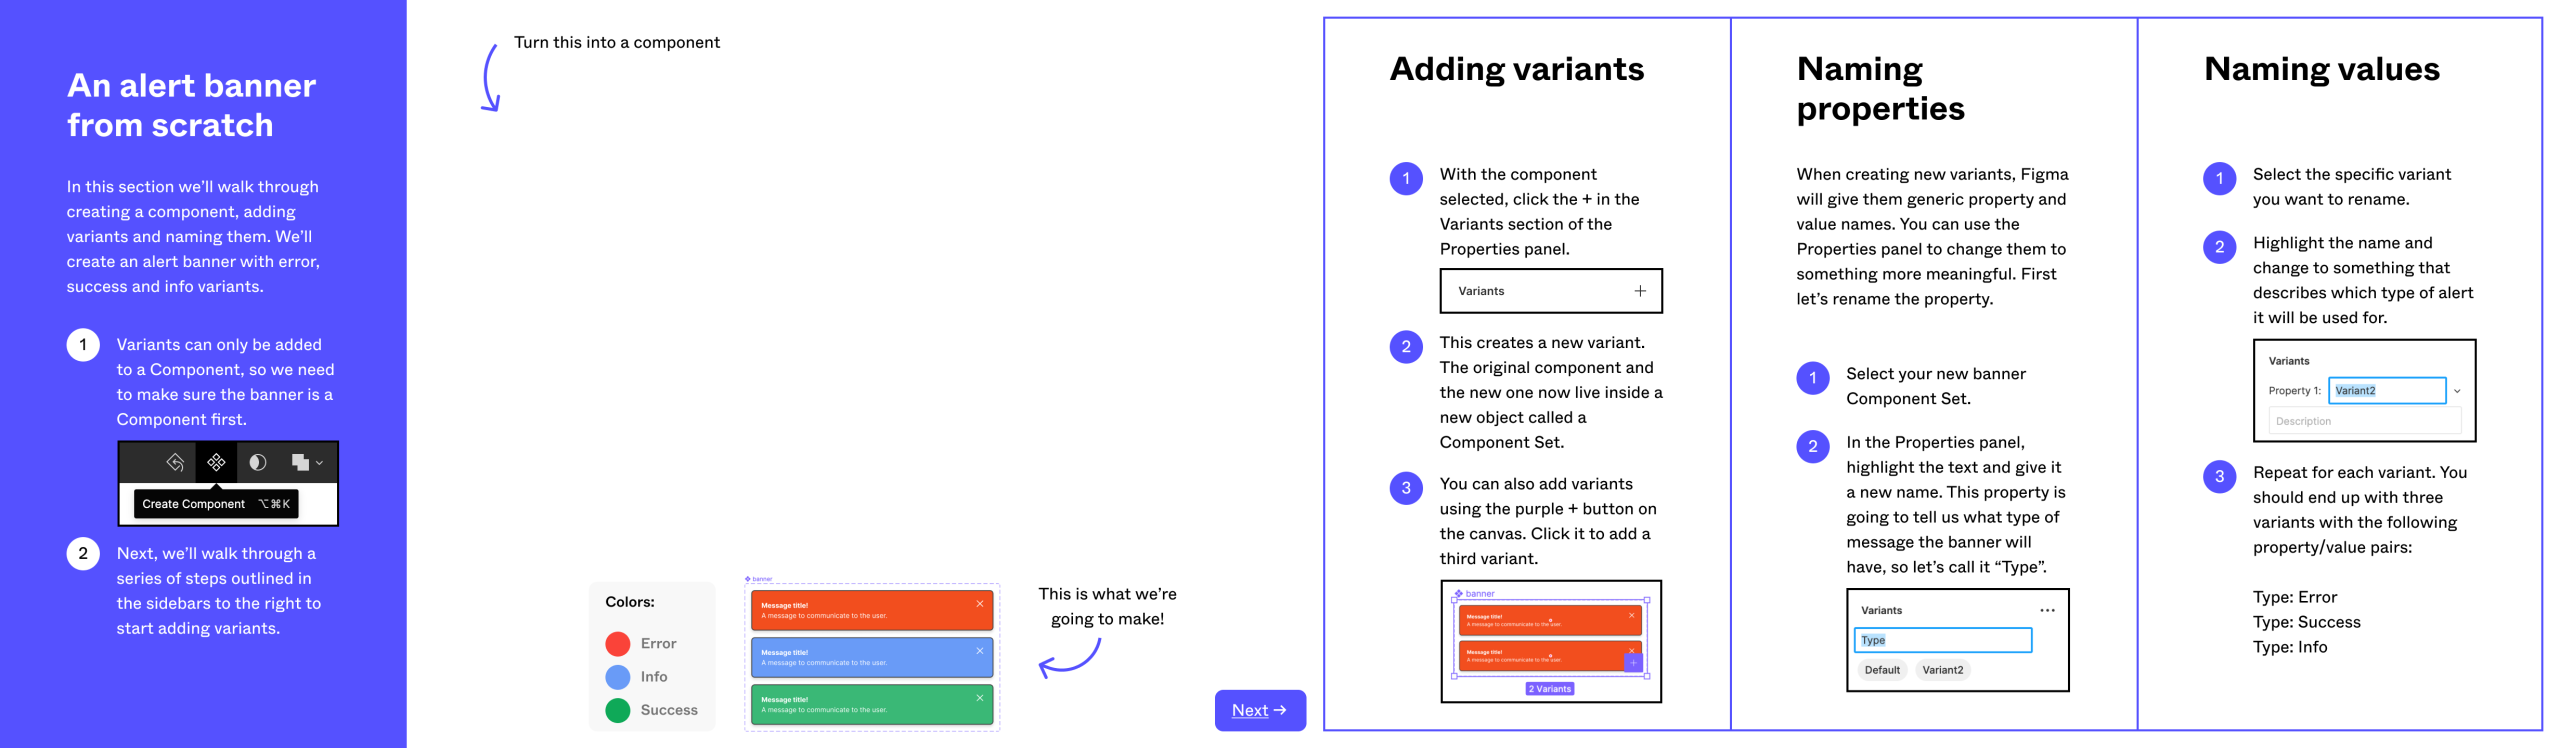 An alert banner
from scratch
In this section we’ll walk through
creating a component, adding
variants and naming them. We’ll
create an alert banner with error,
success and info variants.
1
Variants can only be added
to a Component, so we need
to make sure the banner is a
Component first.
Create Component ⌥⌘K
2
Next, we’ll walk through a
series of steps outlined in
the sidebars to the right to
start adding variants.
Turn this into a component
Colors:
Error
Info
Success
banner
Message title!
A message to communicate to the user.
Message title!
A message to communicate to the user.
Message title!
A message to communicate to the user.
This is what we’re
going to make!
Next →
Adding variants
1
With the component
selected, click the + in the
Variants section of the
Properties panel.
Variants +
2
This creates a new variant.
The original component and
the new one now live inside a
new object called a
Component Set.
3
You can also add variants
using the purple + button on
the canvas. Click it to add a
third variant.
banner
Message title!
A message to communicate to the user.
Message title!
A message to communicate to the user.
+
2 Variants
Naming
properties
When creating new variants, Figma
will give them generic property and
value names. You can use the
Properties panel to change them to
something more meaningful. First
let’s rename the property.
1
Select your new banner
Component Set.
2
In the Properties panel,
highlight the text and give it
a new name. This property is
going to tell us what type of
message the banner will
have, so let’s call it “Type”.
Variants
Type
Default Variant2
Naming values
1
Select the specific variant
you want to rename.
2
Highlight the name and
change to something that
describes which type of alert
it will be used for.
Variants
Property 1: Variant2
Description
3
Repeat for each variant. You
should end up with three
variants with the following
property/value pairs:
Type: Error
Type: Success
Type: Info